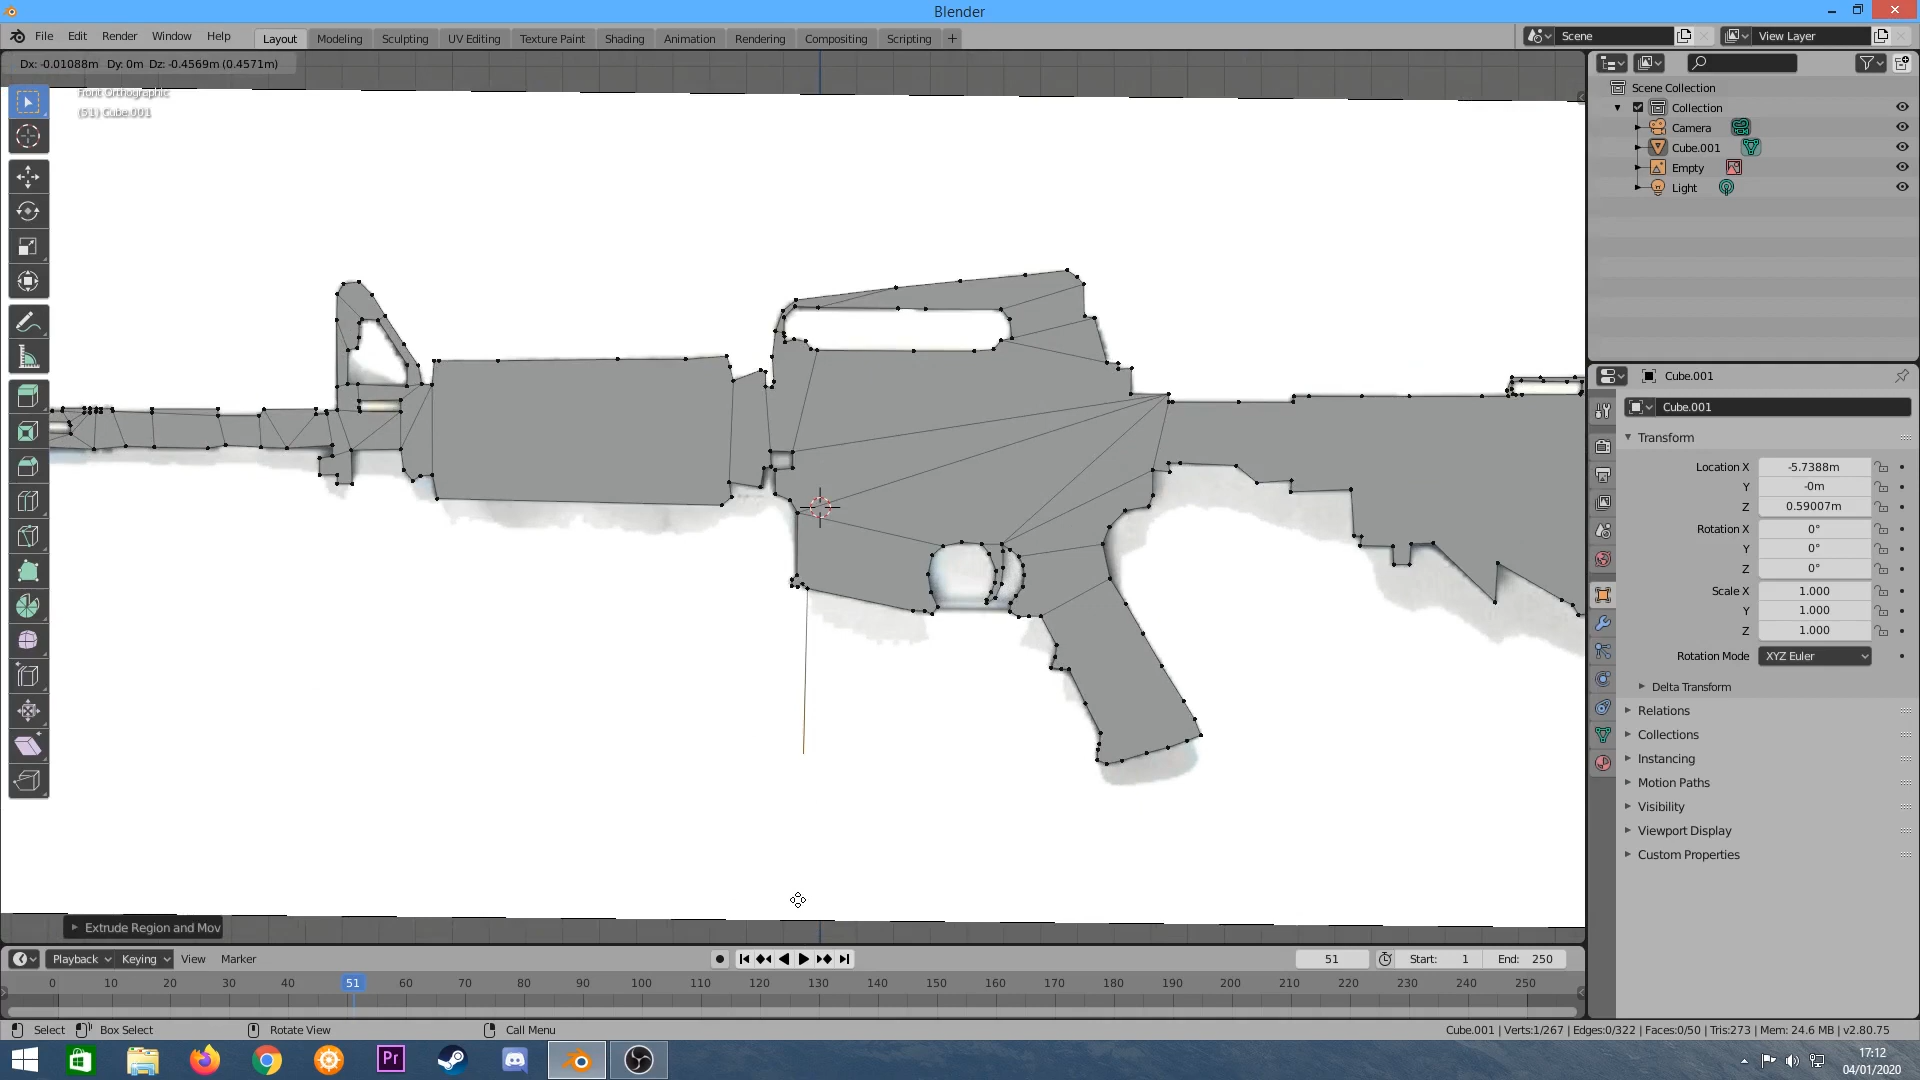 Blender
File Edit Render Window Help
Layout Modeling Sculpting UV Editing Texture Paint Shading Animation Rendering Compositing Scripting +
Scene
View Layer
Dx: -0.01088m Dy: 0m Dz: -0.4569m (0.4571m)
Front Orthographic
(51) Cube.001
Scene Collection
Collection
Camera
Cube.001
Empty
Light
Cube.001
Cube.001
Transform
Location X -5.7388m
Y -0m
Z 0.59007m
Rotation X 0°
Y 0°
Z 0°
Scale X 1.000
Y 1.000
Z 1.000
Rotation Mode XYZ Euler
Delta Transform
Relations
Collections
Instancing
Motion Paths
Visibility
Viewport Display
Custom Properties
Extrude Region and Mov
Playback Keying View Marker
51 Start: 1 End: 250
0 10 20 30 40 51 60 70 80 90 100 110 120 130 140 150 160 170 180 190 200 210 220 230 240 250
Select Box Select Rotate View Call Menu
Cube.001 | Verts:1/267 | Edges:0/322 | Faces:0/50 | Tris:273 | Mem: 24.6 MB | v2.80.75
Pr
17:12
04/01/2020